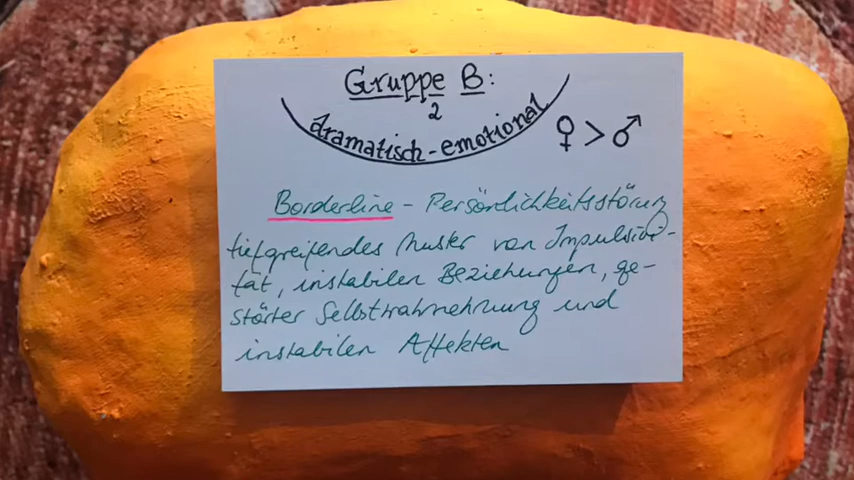 Gruppe B:
2
dramatisch-emotional
♀ > ♂
Borderline - Persönlichkeitsstörung
tiefgreifendes Muster von Impulsivi-
tät, instabilen Beziehungen, ge-
störter Selbstwahrnehmung und
instabilen Affekten